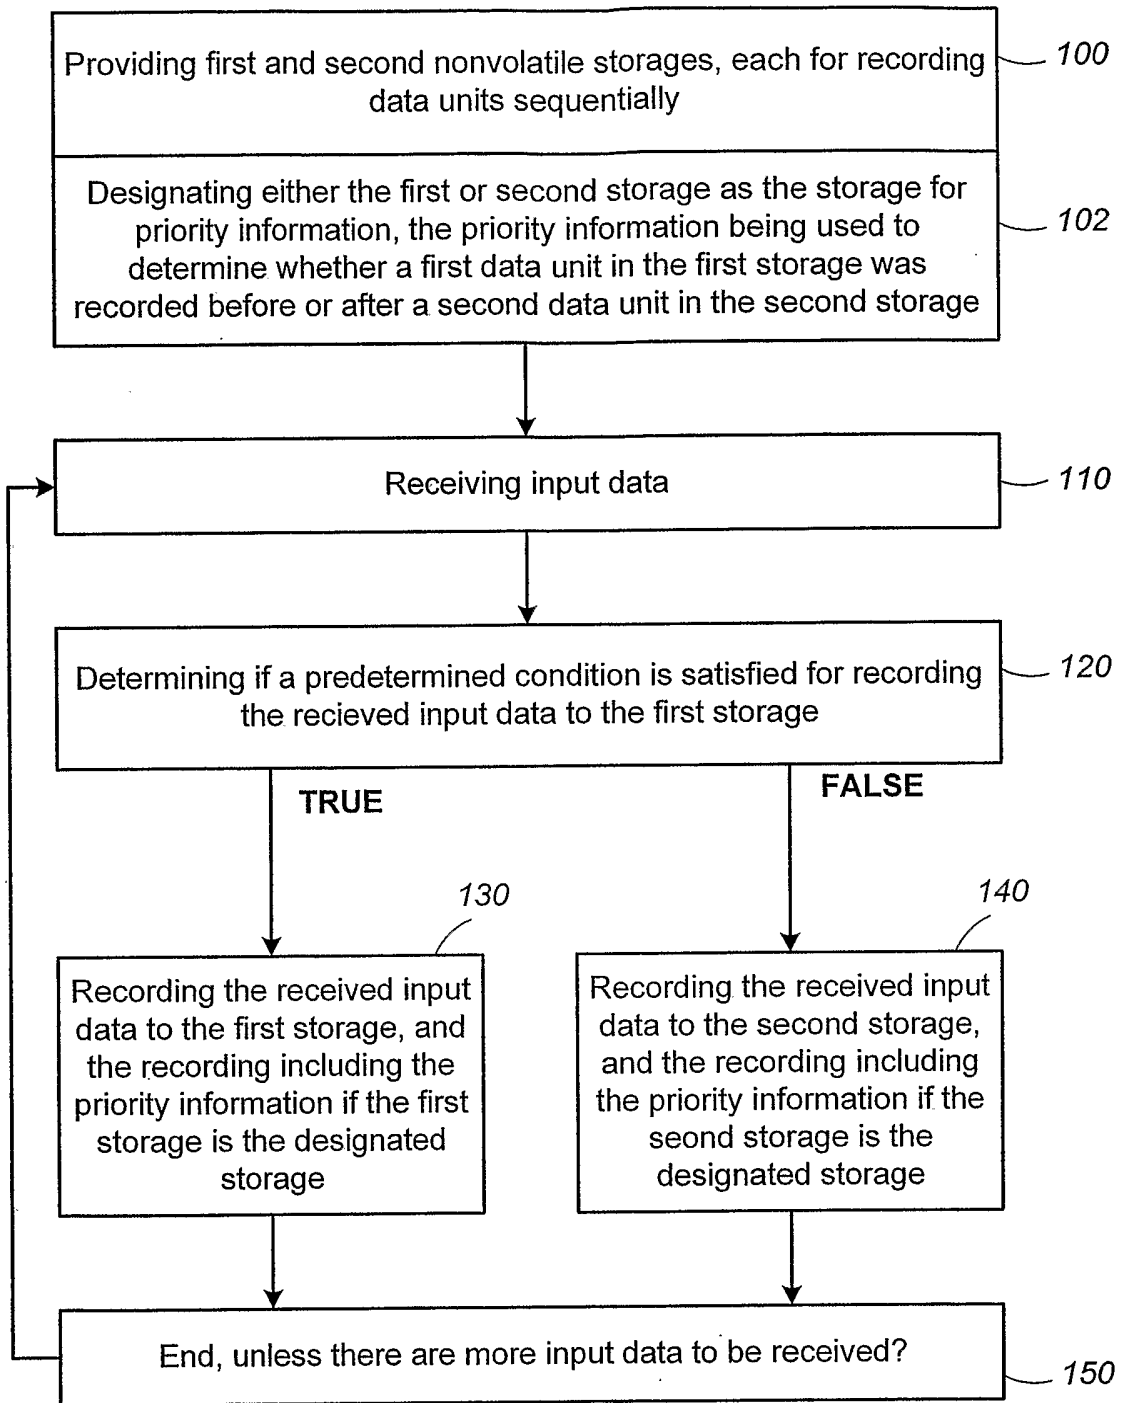 Providing first and second nonvolatile storages, each for recording
data units sequentially
100
Designating either the first or second storage as the storage for
priority information, the priority information being used to
determine whether a first data unit in the first storage was
recorded before or after a second data unit in the second storage
102
Receiving input data
110
Determining if a predetermined condition is satisfied for recording
the recieved input data to the first storage
120
TRUE
FALSE
130
Recording the received input
data to the first storage, and
the recording including the
priority information if the first
storage is the designated
storage
140
Recording the received input
data to the second storage,
and the recording including
the priority information if the
seond storage is the
designated storage
End, unless there are more input data to be received?
150